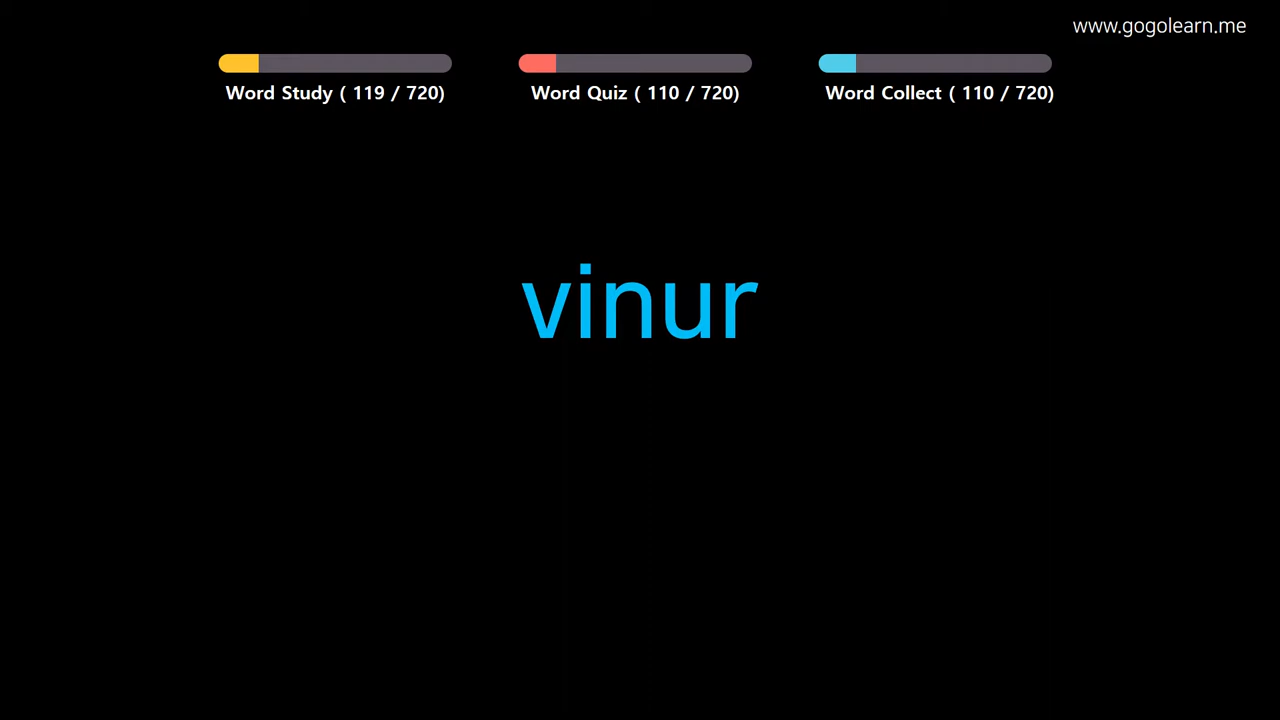 www.gogolearn.me
Word Study ( 119 / 720)
Word Quiz ( 110 / 720)
Word Collect ( 110 / 720)
vinur